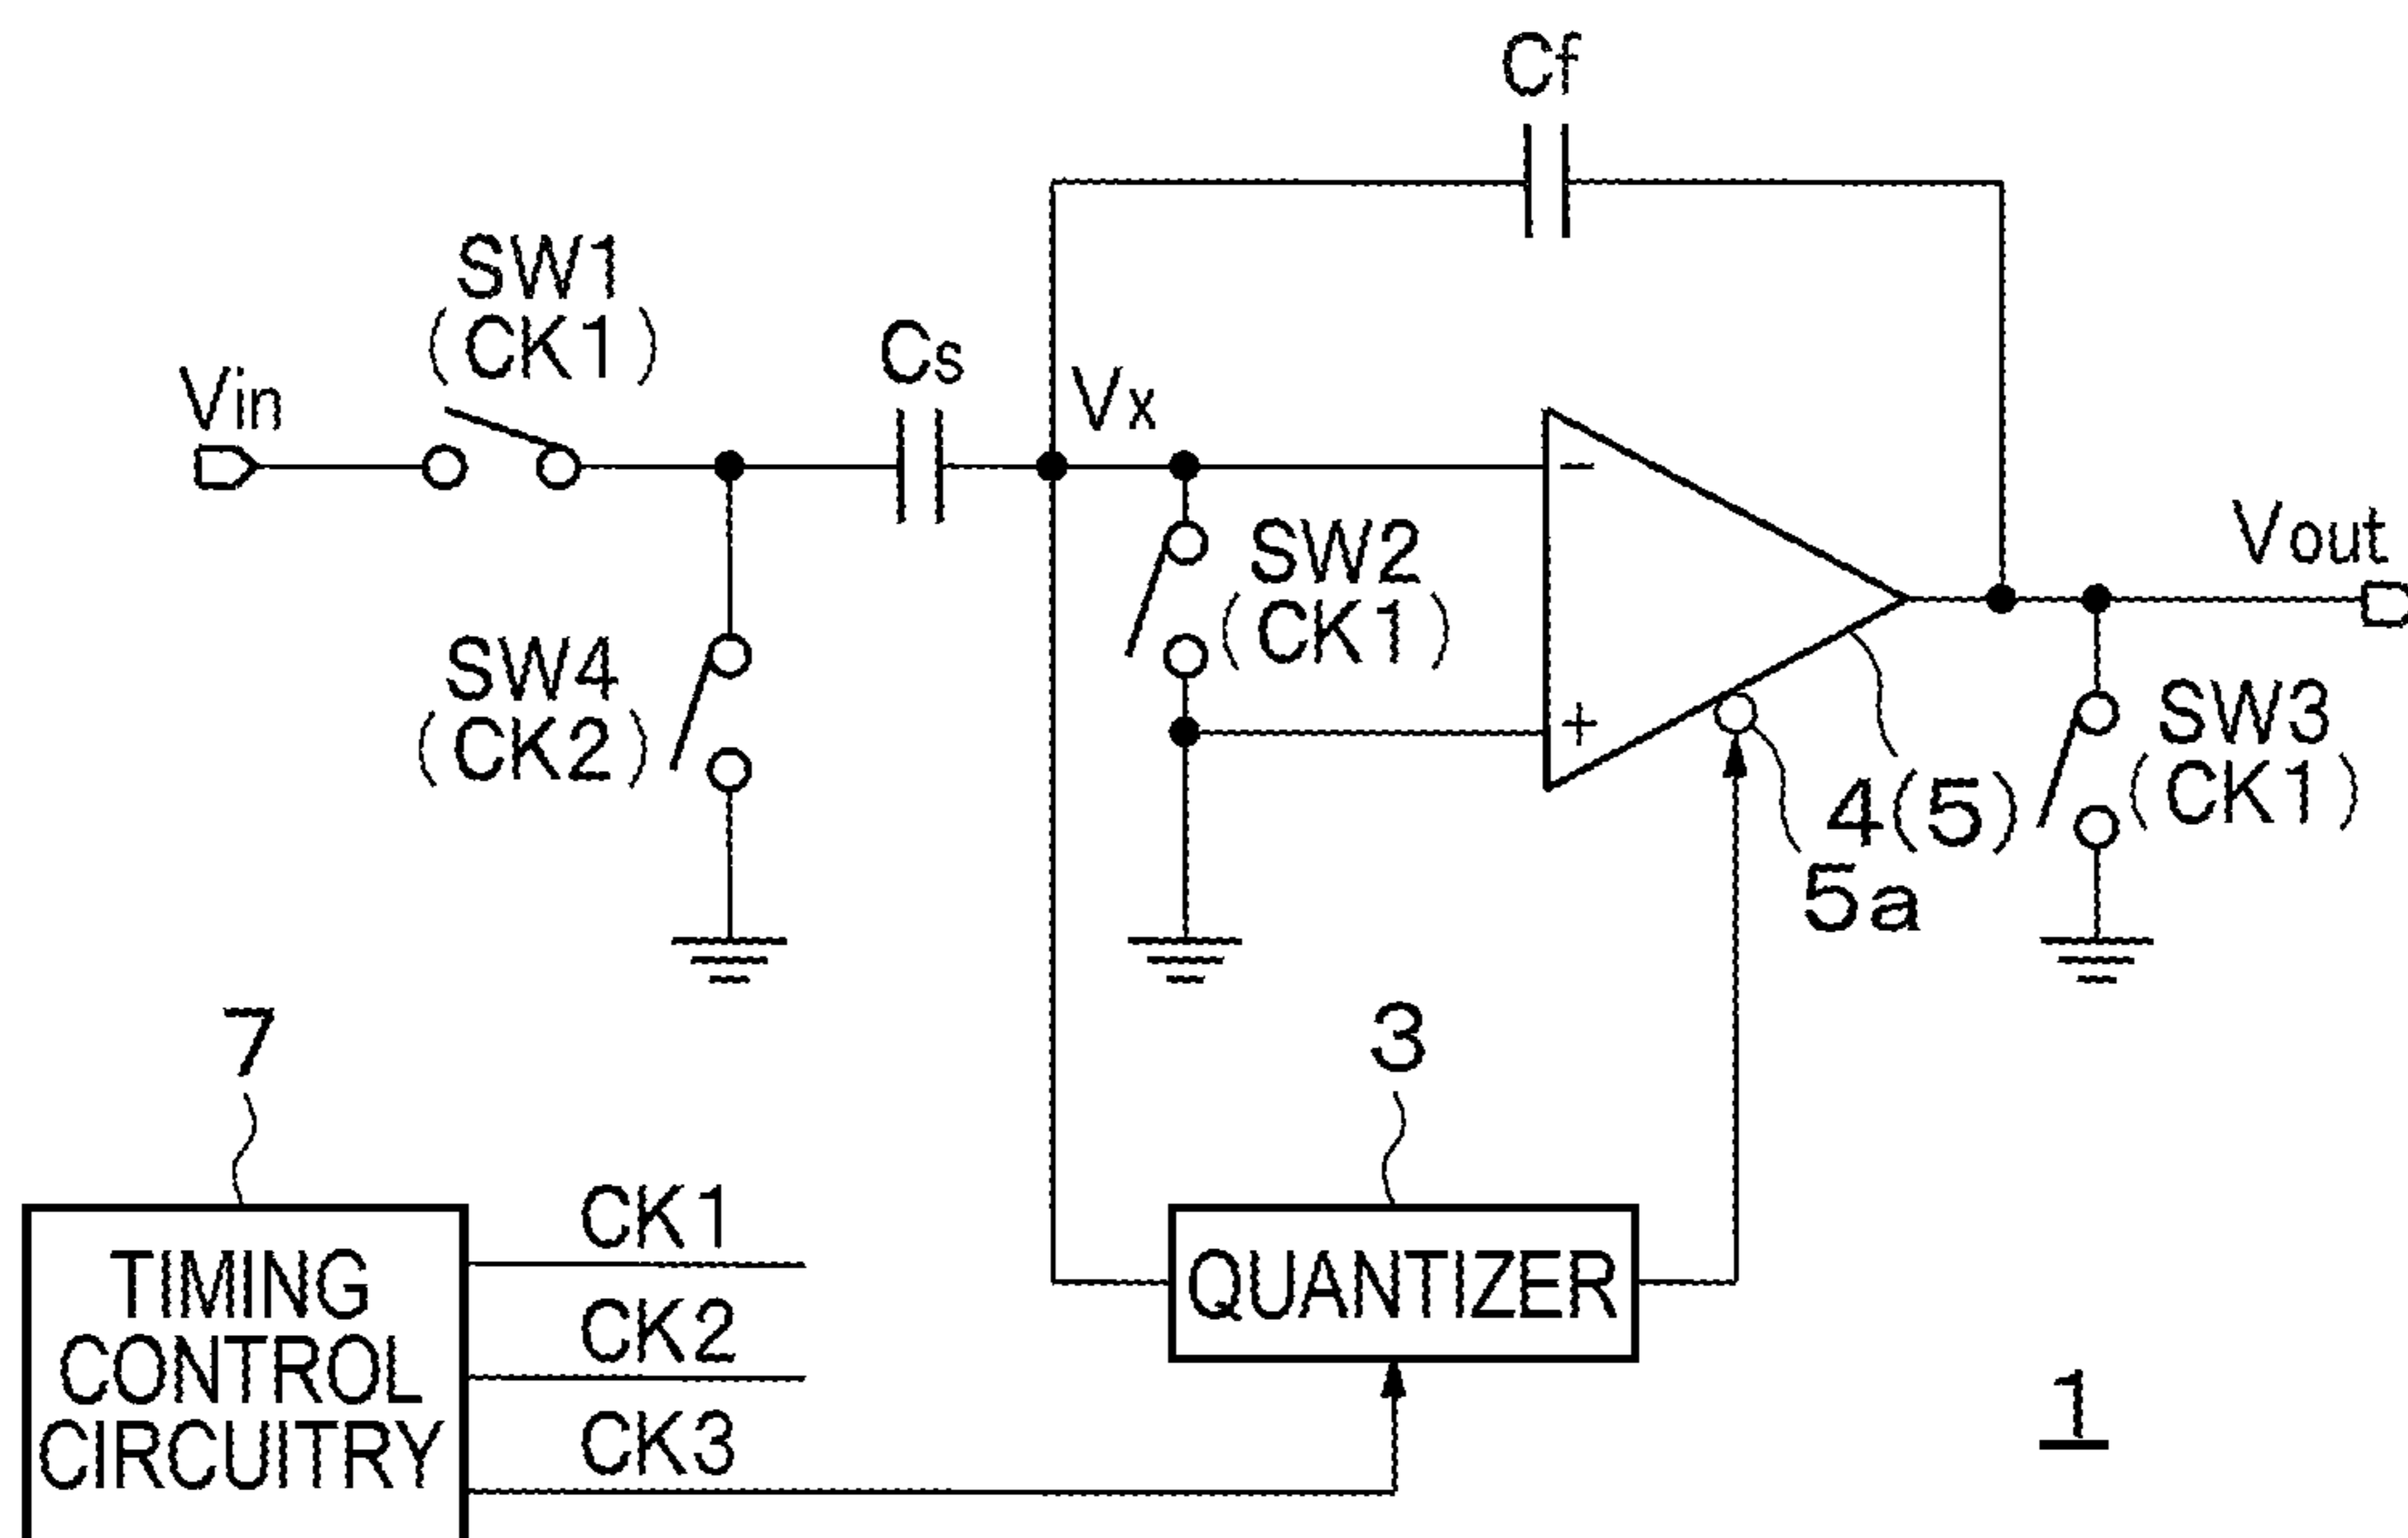 Cf
SW1
(CK1)
Vin
Cs
Vx
−
SW2
(CK1)
Vout
SW4
(CK2)
+
SW3
(CK1)
4(5)
5a
7
3
TIMING
CONTROL
CIRCUITRY
CK1
CK2
CK3
QUANTIZER
1